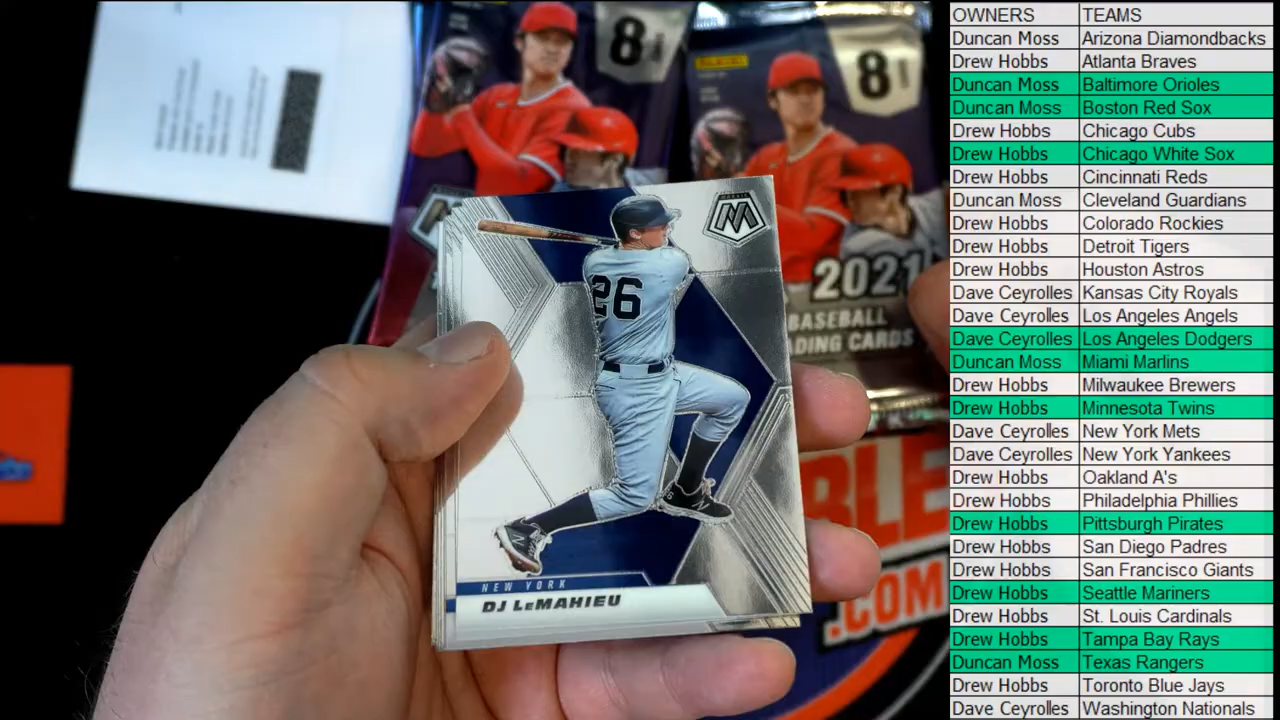 8
8
2021
BASEBALL
DING CARDS
M
26
NEW YORK
DJ LEMAHIEU
BLE
.COM
OWNERS TEAMS
Duncan Moss Arizona Diamondbacks
Drew Hobbs Atlanta Braves
Duncan Moss Baltimore Orioles
Duncan Moss Boston Red Sox
Drew Hobbs Chicago Cubs
Drew Hobbs Chicago White Sox
Drew Hobbs Cincinnati Reds
Duncan Moss Cleveland Guardians
Drew Hobbs Colorado Rockies
Drew Hobbs Detroit Tigers
Drew Hobbs Houston Astros
Dave Ceyrolles Kansas City Royals
Dave Ceyrolles Los Angeles Angels
Dave Ceyrolles Los Angeles Dodgers
Duncan Moss Miami Marlins
Drew Hobbs Milwaukee Brewers
Drew Hobbs Minnesota Twins
Dave Ceyrolles New York Mets
Dave Ceyrolles New York Yankees
Drew Hobbs Oakland A's
Drew Hobbs Philadelphia Phillies
Drew Hobbs Pittsburgh Pirates
Drew Hobbs San Diego Padres
Drew Hobbs San Francisco Giants
Drew Hobbs Seattle Mariners
Drew Hobbs St. Louis Cardinals
Drew Hobbs Tampa Bay Rays
Duncan Moss Texas Rangers
Drew Hobbs Toronto Blue Jays
Dave Ceyrolles Washington Nationals